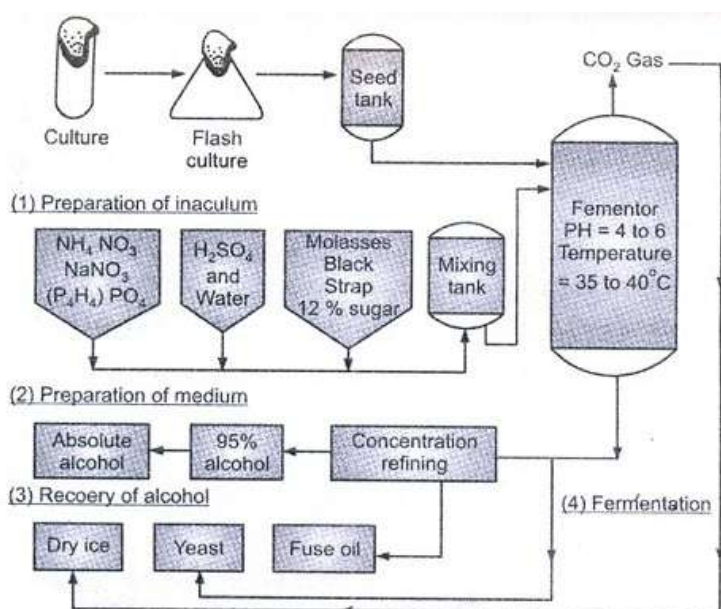 CO₂ Gas
Seed
tank
Culture
Flash
culture
(1) Preparation of inaculum
NH₄ NO₃
NaNO₃
(P₄H₄) PO₄
H₂SO₄
and
Water
Molasses
Black
Strap
12 % sugar
Mixing
tank
Fementor
PH = 4 to 6
Temperature
= 35 to 40°C
(2) Preparation of medium
Absolute
alcohol
95%
alcohol
Concentration
refining
(3) Recoery of alcohol
(4) Fermentation
Dry ice
Yeast
Fuse oil